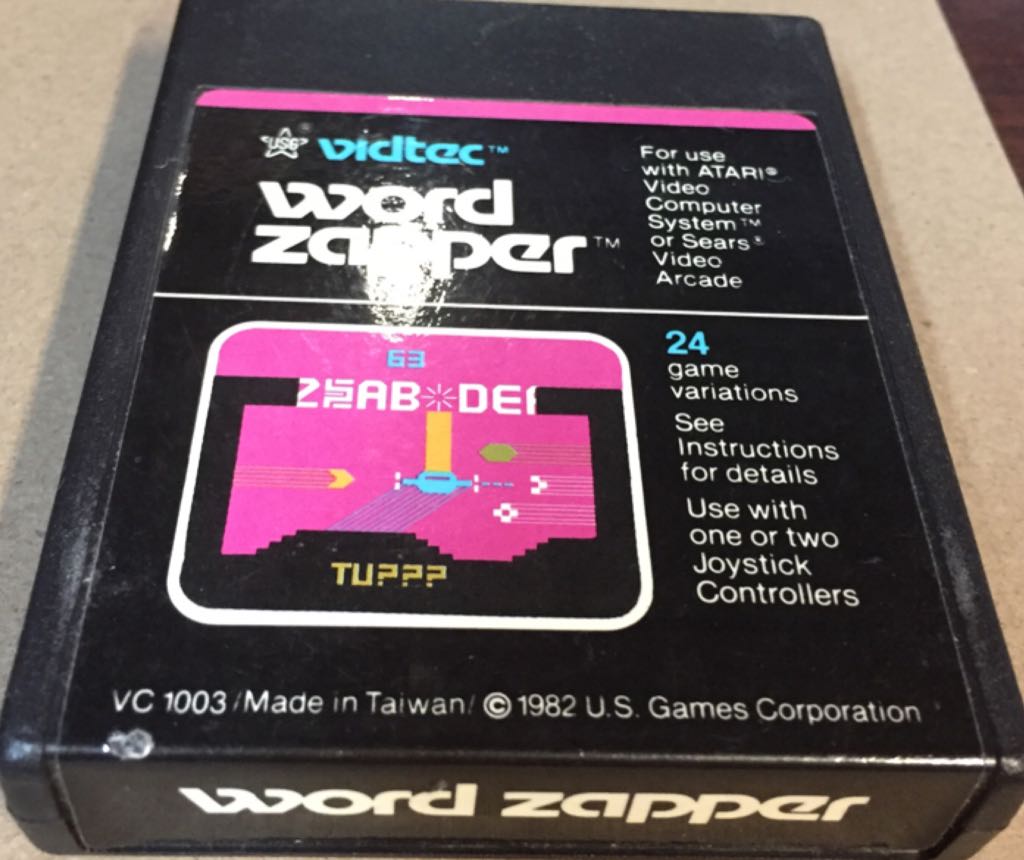 USG® vidtec™
word
zapper™
For use
with ATARI®
Video
Computer
System™
or Sears®
Video
Arcade
63
ZAB DE
TU???
24
game
variations
See
Instructions
for details
Use with
one or two
Joystick
Controllers
VC 1003/Made in Taiwan/©1982 U.S. Games Corporation
word zapper